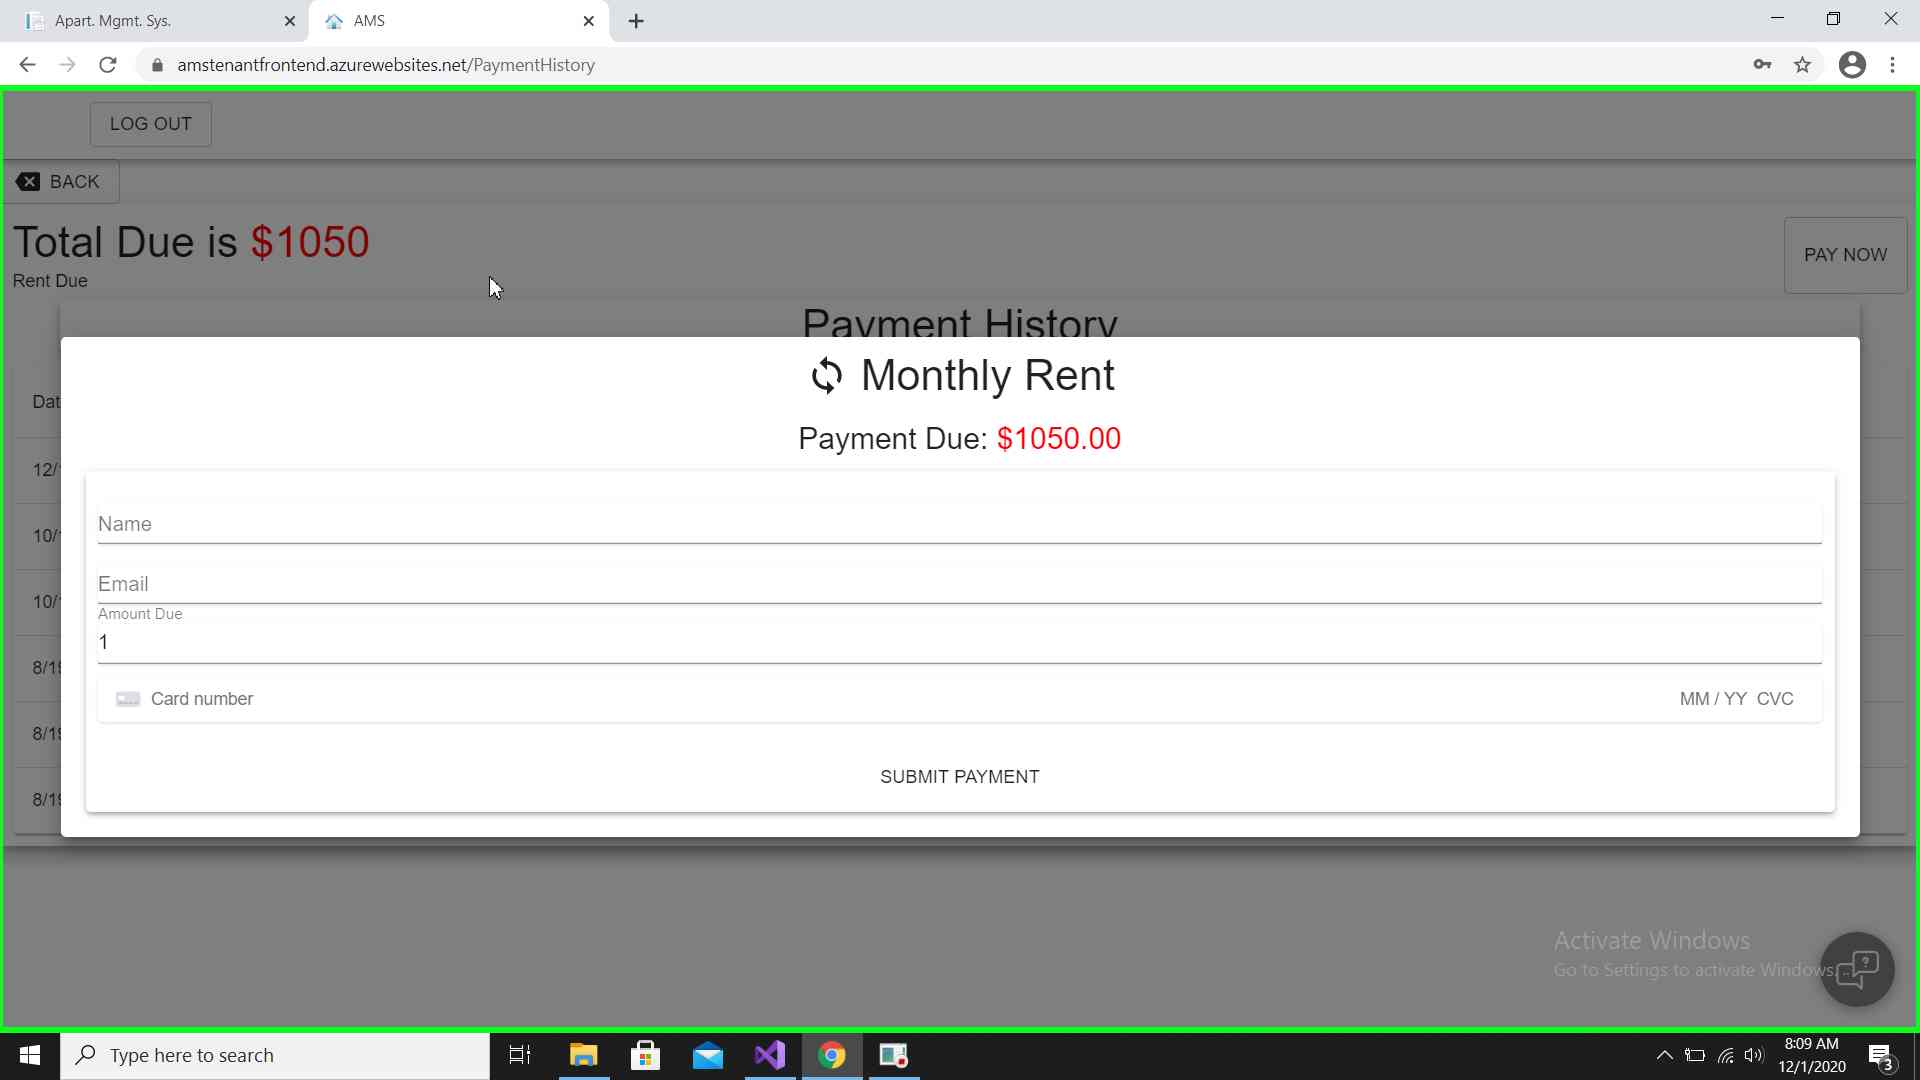 Apart. Mgmt. Sys.
AMS
amstenantfrontend.azurewebsites.net/PaymentHistory
LOG OUT
BACK
Total Due is $1050
PAY NOW
Rent Due
Payment History
Monthly Rent
Payment Due: $1050.00
Dat
12/
Name
10/
Email
10/
Amount Due
1
8/19
Card number
MM / YY CVC
8/19
SUBMIT PAYMENT
8/19
Activate Windows
Go to Settings to activate Windows.
Type here to search
8:09 AM
12/1/2020
3